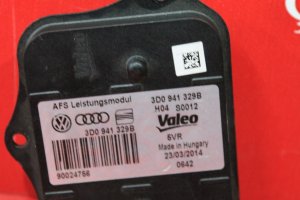 AFS Leistungsmodul
3D0 941 329B
H04 S0012
Valeo
3D0 941 329B
6VR
Made in Hungary
23/03/2014
90024756
0642